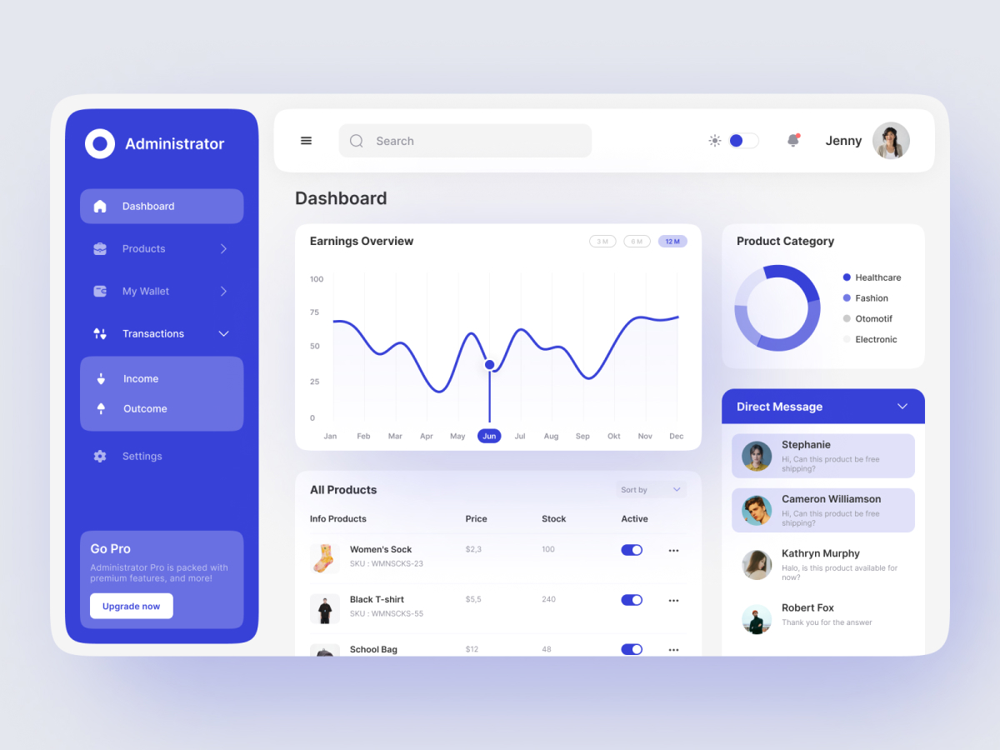 Administrator
Dashboard
Products
My Wallet
Transactions
Income
Outcome
Settings
Go Pro
Administrator Pro is packed with
premium features, and more!
Upgrade now
Search
Jenny
Dashboard
Earnings Overview
3 M
6 M
12 M
100
75
50
25
0
Jan
Feb
Mar
Apr
May
Jun
Jul
Aug
Sep
Okt
Nov
Dec
Product Category
Healthcare
Fashion
Otomotif
Electronic
All Products
Sort by
Info Products Price Stock Active
Women's Sock
SKU : WMNSCKS-23
$2,3
100
Black T-shirt
SKU : WMNSCKS-55
$5,5
240
School Bag
$12
48
Direct Message
Stephanie
Hi, Can this product be free
shipping?
Cameron Williamson
Hi, Can this product be free
shipping?
Kathryn Murphy
Halo, is this product available for
now?
Robert Fox
Thank you for the answer